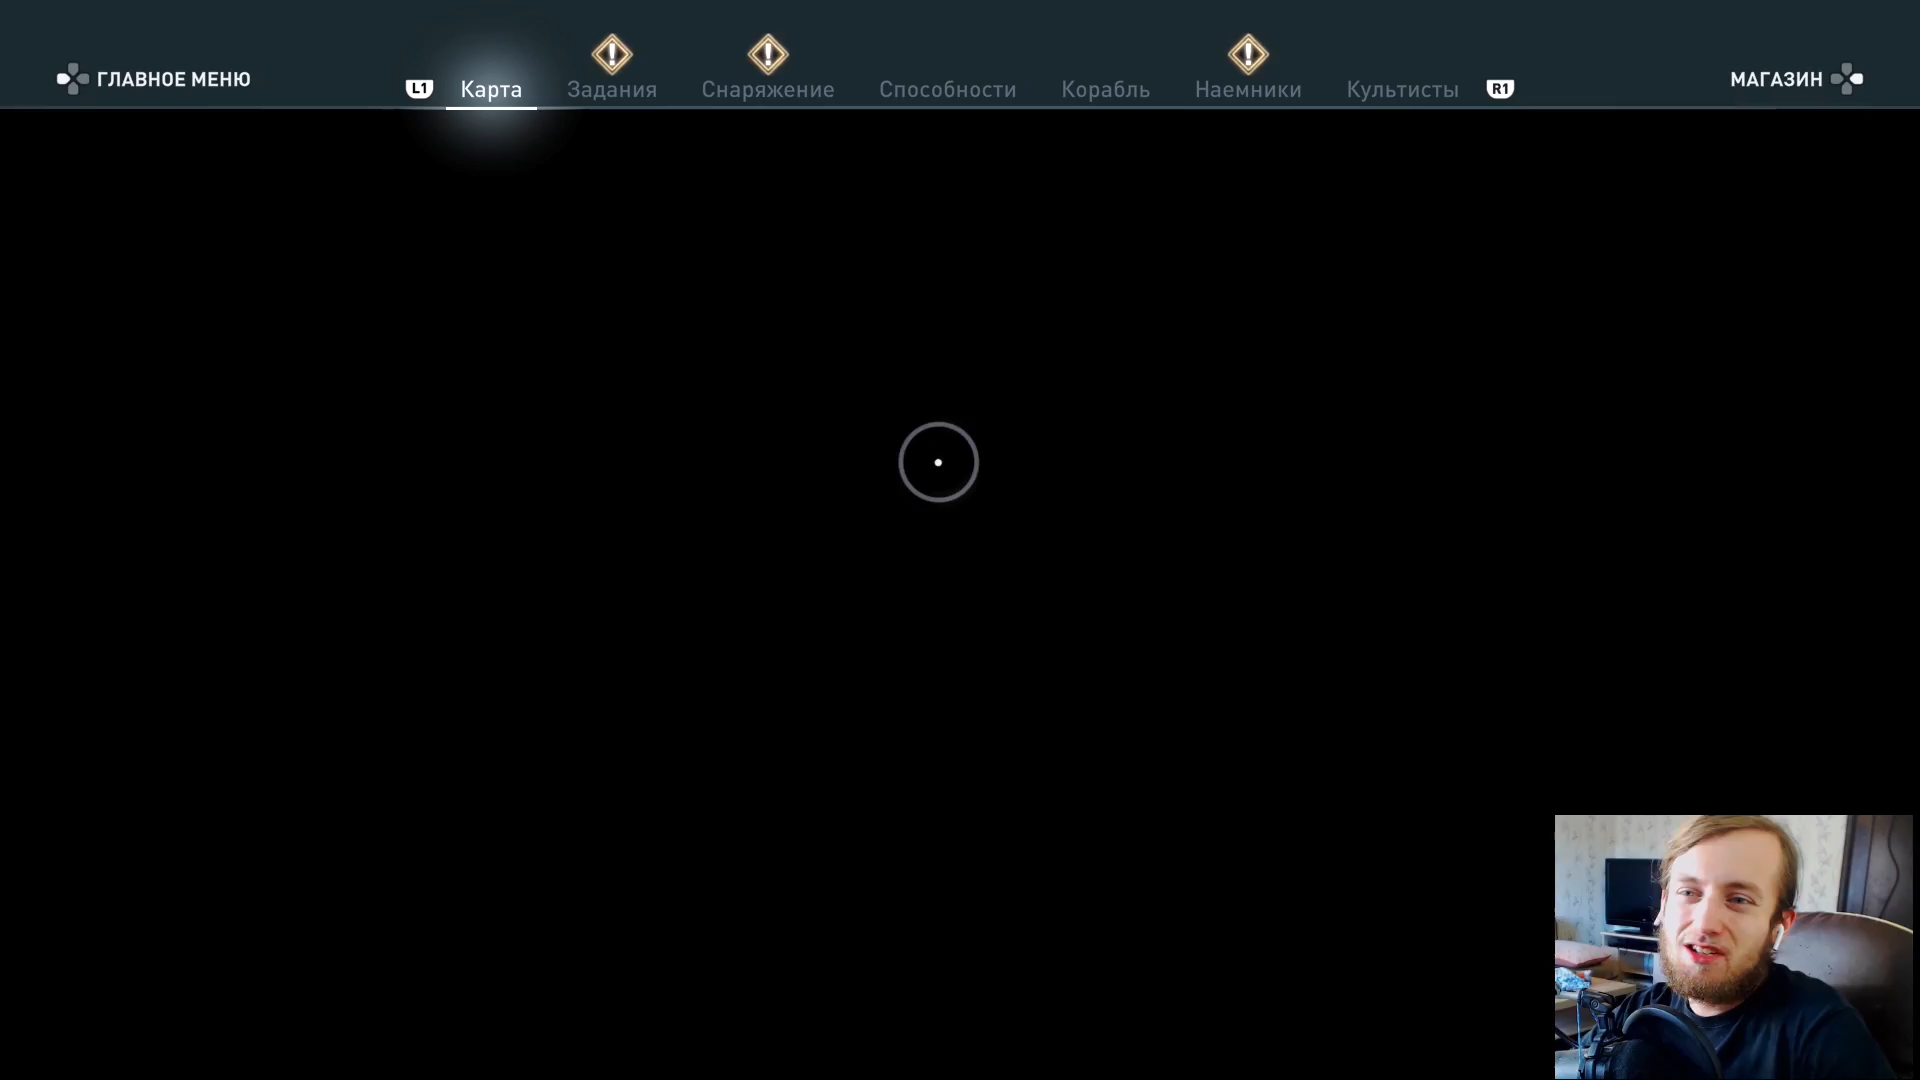 ГЛАВНОЕ МЕНЮ
L1 Карта Задания Снаряжение Способности Корабль Наемники Культисты R1
МАГАЗИН